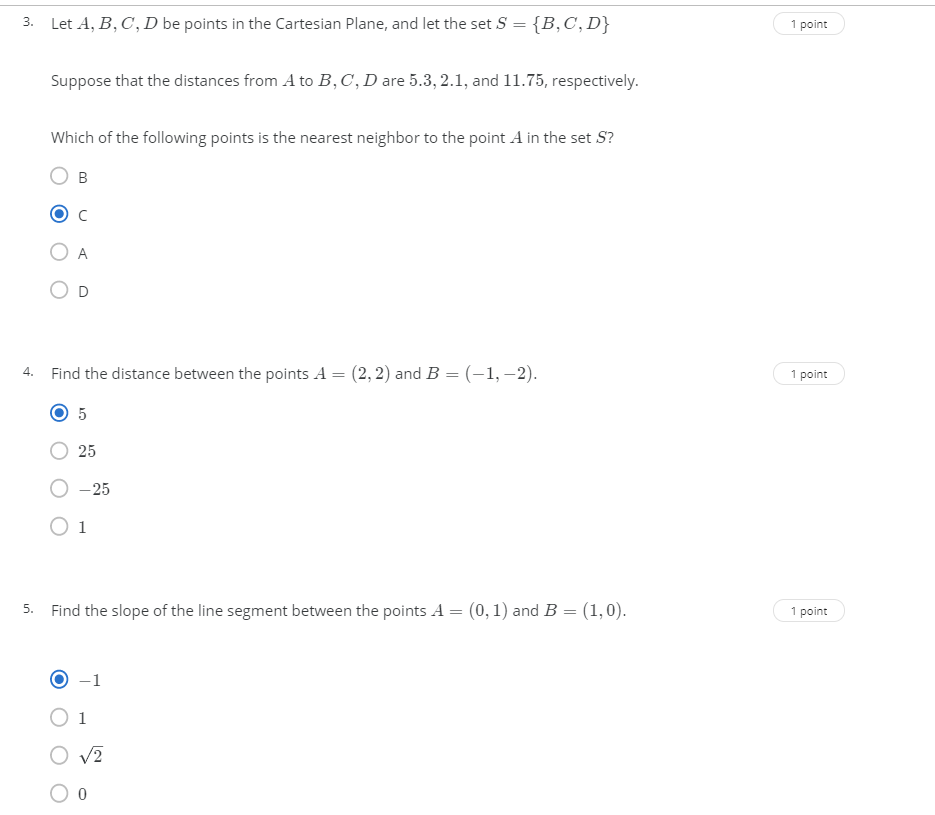 3. Let A, B, C, D be points in the Cartesian Plane, and let the set S = {B, C, D} 1 point
Suppose that the distances from A to B, C, D are 5.3, 2.1, and 11.75, respectively.
Which of the following points is the nearest neighbor to the point A in the set S?
B
C
A
D
4. Find the distance between the points A = (2, 2) and B = (−1, −2). 1 point
5
25
−25
1
5. Find the slope of the line segment between the points A = (0, 1) and B = (1, 0). 1 point
−1
1
√2
0